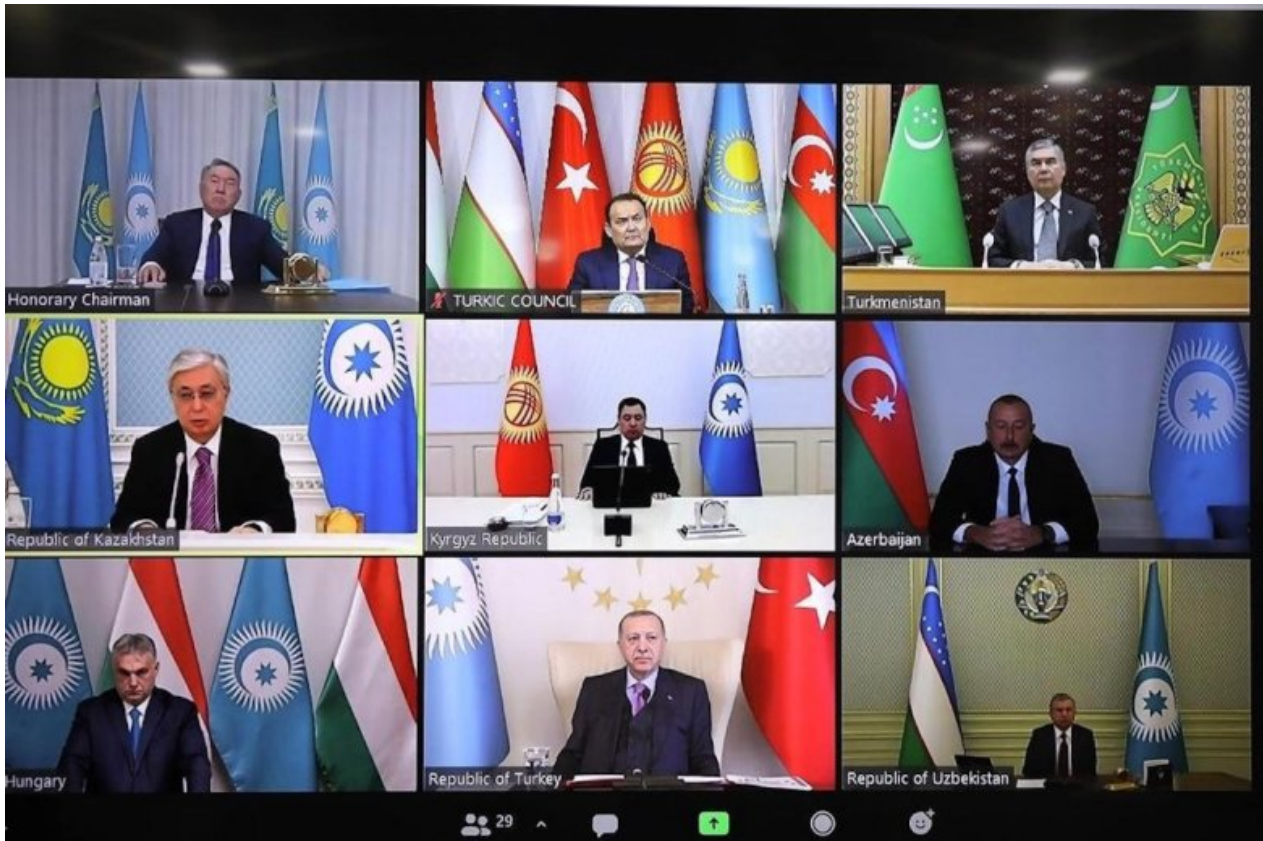 Honorary Chairman
TURKIC COUNCIL
Turkmenistan
Republic of Kazakhstan
Kyrgyz Republic
Azerbaijan
Hungary
Republic of Turkey
Republic of Uzbekistan
29